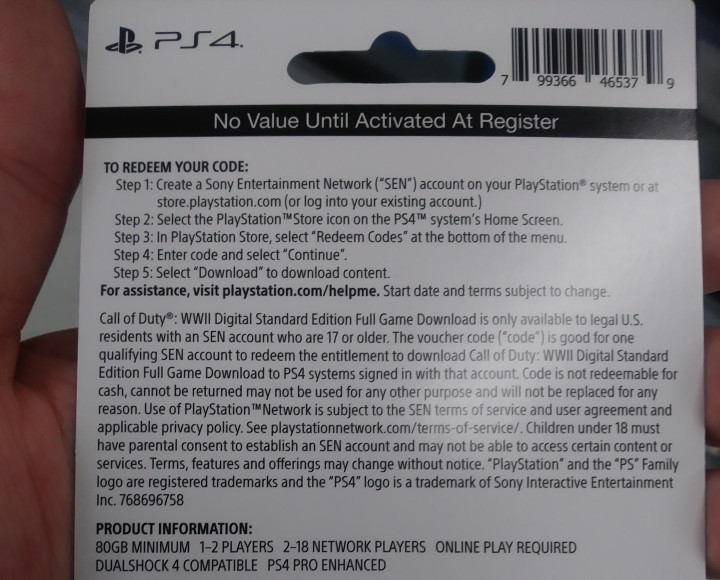 PS4
7 99366 46537 9
No Value Until Activated At Register
TO REDEEM YOUR CODE:
Step 1: Create a Sony Entertainment Network ("SEN") account on your PlayStation® system or at
store.playstation.com (or log into your existing account.)
Step 2: Select the PlayStation™Store icon on the PS4™ system's Home Screen.
Step 3: In PlayStation Store, select "Redeem Codes" at the bottom of the menu.
Step 4: Enter code and select "Continue".
Step 5: Select "Download" to download content.
For assistance, visit playstation.com/helpme. Start date and terms subject to change.
Call of Duty®: WWII Digital Standard Edition Full Game Download is only available to legal U.S.
residents with an SEN account who are 17 or older. The voucher code ("code") is good for one
qualifying SEN account to redeem the entitlement to download Call of Duty: WWII Digital Standard
Edition Full Game Download to PS4 systems signed in with that account. Code is not redeemable for
cash, cannot be returned may not be used for any other purpose and will not be replaced for any
reason. Use of PlayStation™Network is subject to the SEN terms of service and user agreement and
applicable privacy policy. See playstationnetwork.com/terms-of-service/. Children under 18 must
have parental consent to establish an SEN account and may not be able to access certain content or
services. Terms, features and offerings may change without notice. "PlayStation" and the "PS" Family
logo are registered trademarks and the "PS4" logo is a trademark of Sony Interactive Entertainment
Inc. 768696758
PRODUCT INFORMATION:
80GB MINIMUM 1–2 PLAYERS 2–18 NETWORK PLAYERS ONLINE PLAY REQUIRED
DUALSHOCK 4 COMPATIBLE PS4 PRO ENHANCED